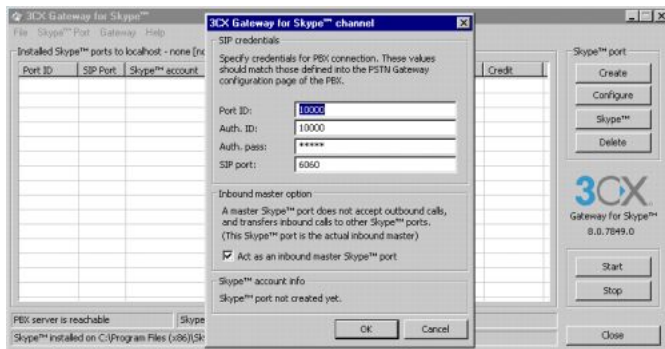 3CX Gateway for Skype™
File Skype™ Port Gateway Help
Installed Skype™ ports to localhost - none
Port ID SIP Port Skype™ account Credit
3CX Gateway for Skype™ channel
SIP credentials
Specify credentials for PBX connection. These values
should match those defined into the PSTN Gateway
configuration page of the PBX.
Port ID: 10000
Auth. ID: 10000
Auth. pass: *****
SIP port: 6060
Inbound master option
A master Skype™ port does not accept outbound calls,
and transfers inbound calls to other Skype™ ports.
(This Skype™ port is the actual inbound master)
Act as an inbound master Skype™ port
Skype™ account info
Skype™ port not created yet.
OK Cancel
Skype™ port
Create
Configure
Skype™
Delete
3CX
Gateway for Skype™
8.0.7849.0
Start
Stop
Close
PBX server is reachable Skype
Skype™ installed on C:\Program Files (x86)\Sk